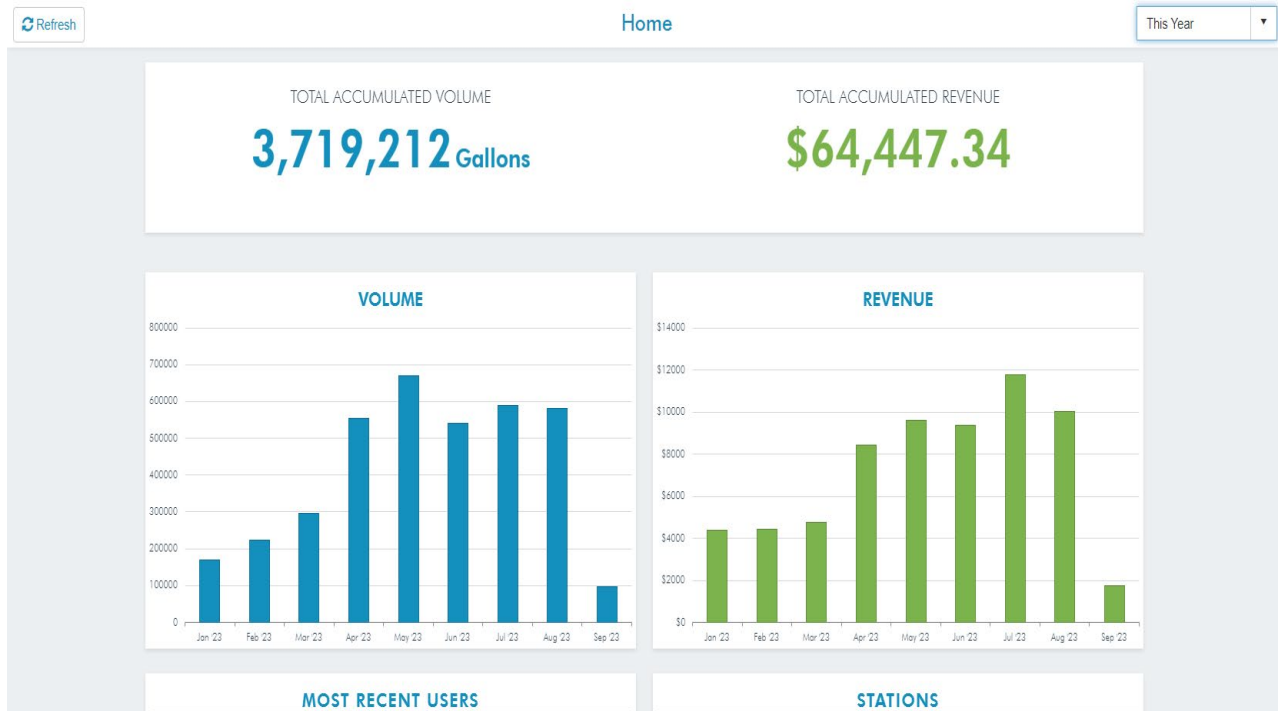 Refresh
Home
This Year
TOTAL ACCUMULATED VOLUME
3,719,212 Gallons
TOTAL ACCUMULATED REVENUE
$64,447.34
VOLUME
800000
700000
600000
500000
400000
300000
200000
100000
0
Jan '23 Feb '23 Mar '23 Apr '23 May '23 Jun '23 Jul '23 Aug '23 Sep '23
REVENUE
$14000
$12000
$10000
$8000
$6000
$4000
$2000
$0
Jan '23 Feb '23 Mar '23 Apr '23 May '23 Jun '23 Jul '23 Aug '23 Sep '23
MOST RECENT USERS
STATIONS